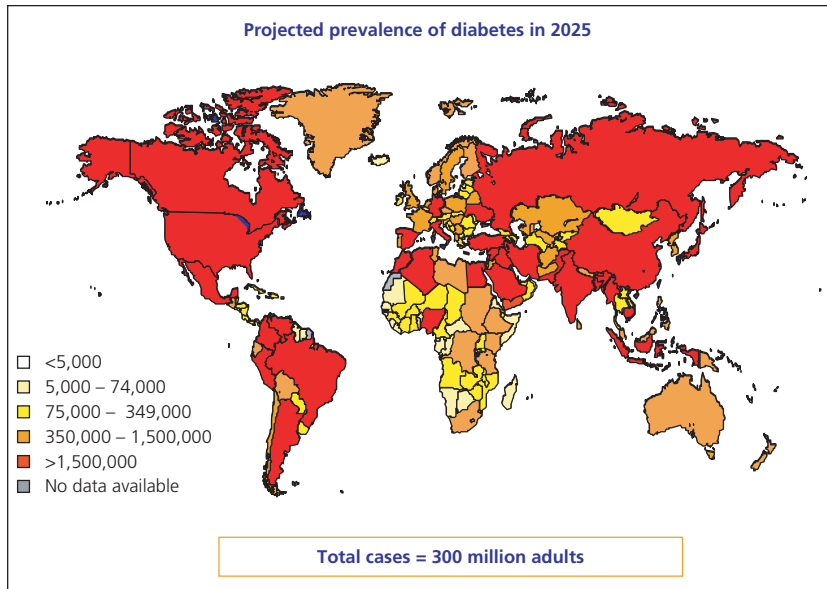 Projected prevalence of diabetes in 2025
<5,000
5,000 – 74,000
75,000 – 349,000
350,000 – 1,500,000
>1,500,000
No data available
Total cases = 300 million adults